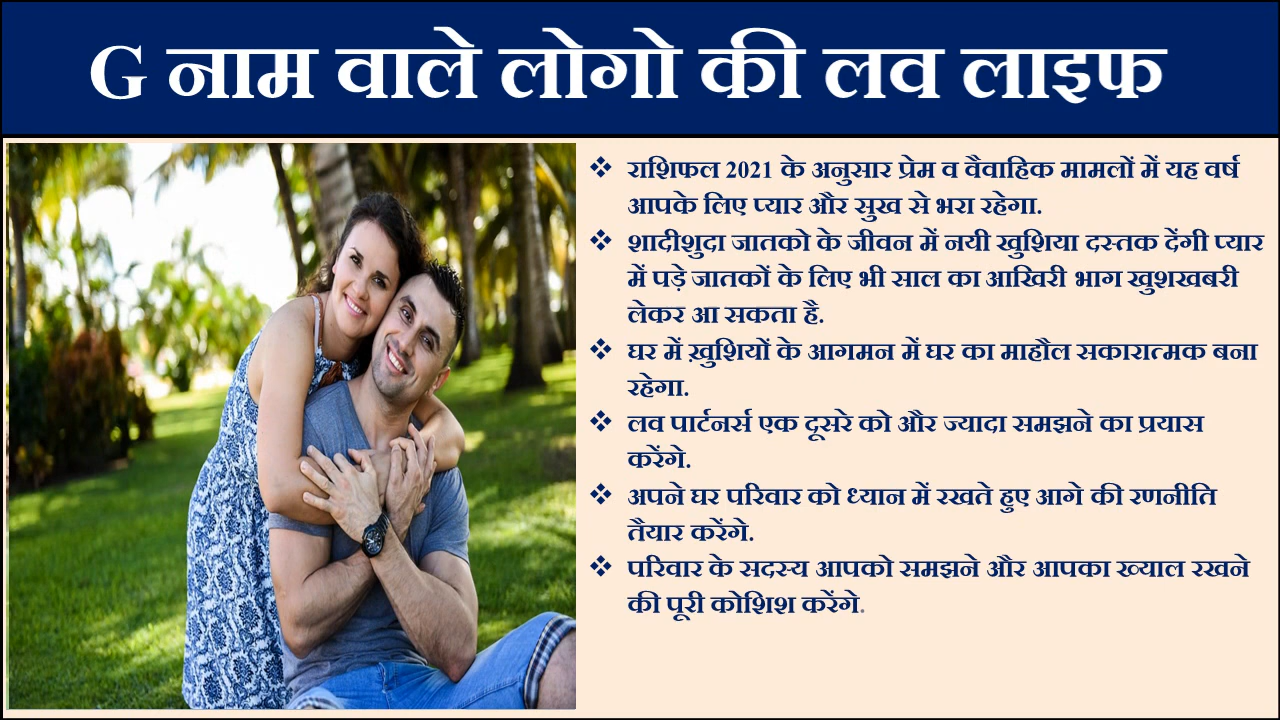 G नाम वाले लोगो की लव लाइफ
❖ राशिफल 2021 के अनुसार प्रेम व वैवाहिक मामलों में यह वर्ष
आपके लिए प्यार और सुख से भरा रहेगा.
❖ शादीशुदा जातको के जीवन में नयी खुशिया दस्तक देंगी प्यार
में पड़े जातकों के लिए भी साल का आखिरी भाग खुशखबरी
लेकर आ सकता है.
❖ घर में ख़ुशियों के आगमन में घर का माहौल सकारात्मक बना
रहेगा.
❖ लव पार्टनर्स एक दूसरे को और ज्यादा समझने का प्रयास
करेंगे.
❖ अपने घर परिवार को ध्यान में रखते हुए आगे की रणनीति
तैयार करेंगे.
❖ परिवार के सदस्य आपको समझने और आपका ख्याल रखने
की पूरी कोशिश करेंगे.